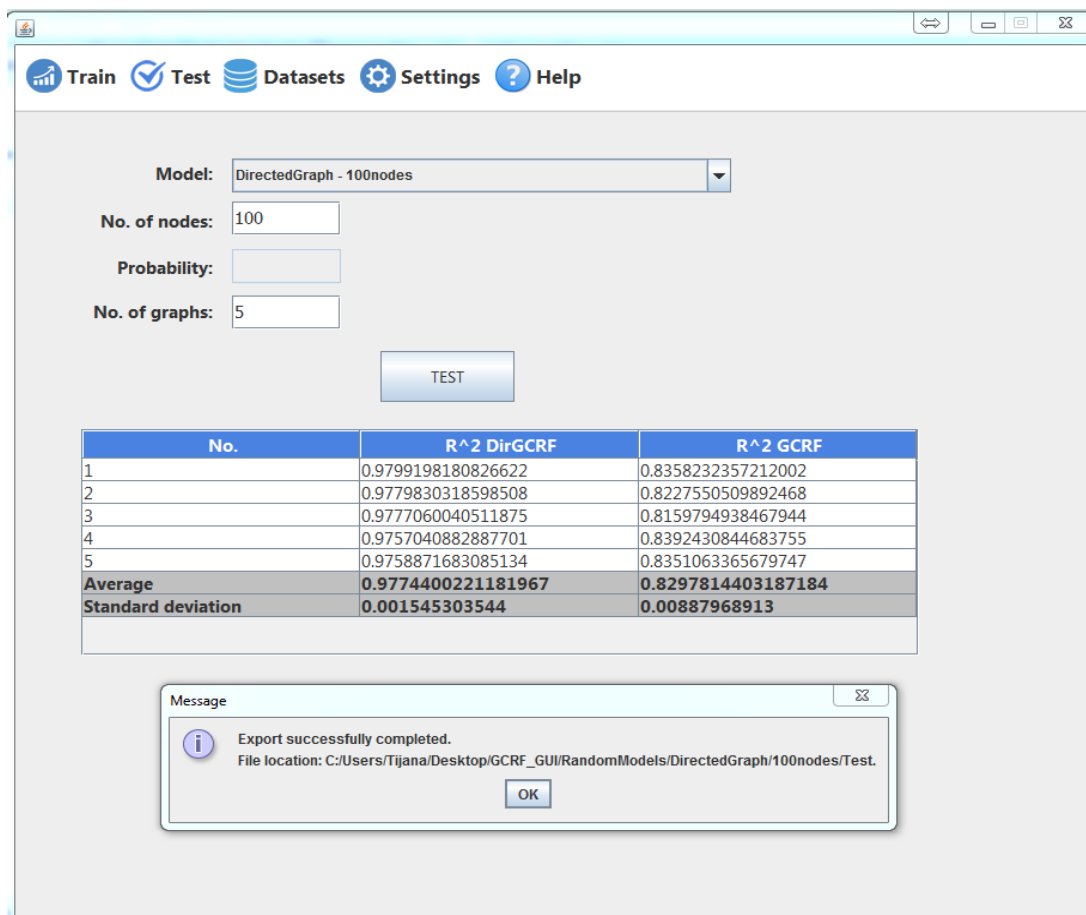 Train Test Datasets Settings ? Help
Model: DirectedGraph - 100nodes
No. of nodes: 100
Probability:
No. of graphs: 5
TEST
No. R^2 DirGCRF R^2 GCRF
1 0.9799198180826622 0.8358232357212002
2 0.9779830318598508 0.8227550509892468
3 0.9777060040511875 0.8159794938467944
4 0.9757040882887701 0.8392430844683755
5 0.9758871683085134 0.8351063365679747
Average 0.9774400221181967 0.8297814403187184
Standard deviation 0.001545303544 0.00887968913
Message
Export successfully completed.
File location: C:/Users/Tijana/Desktop/GCRF_GUI/RandomModels/DirectedGraph/100nodes/Test.
OK